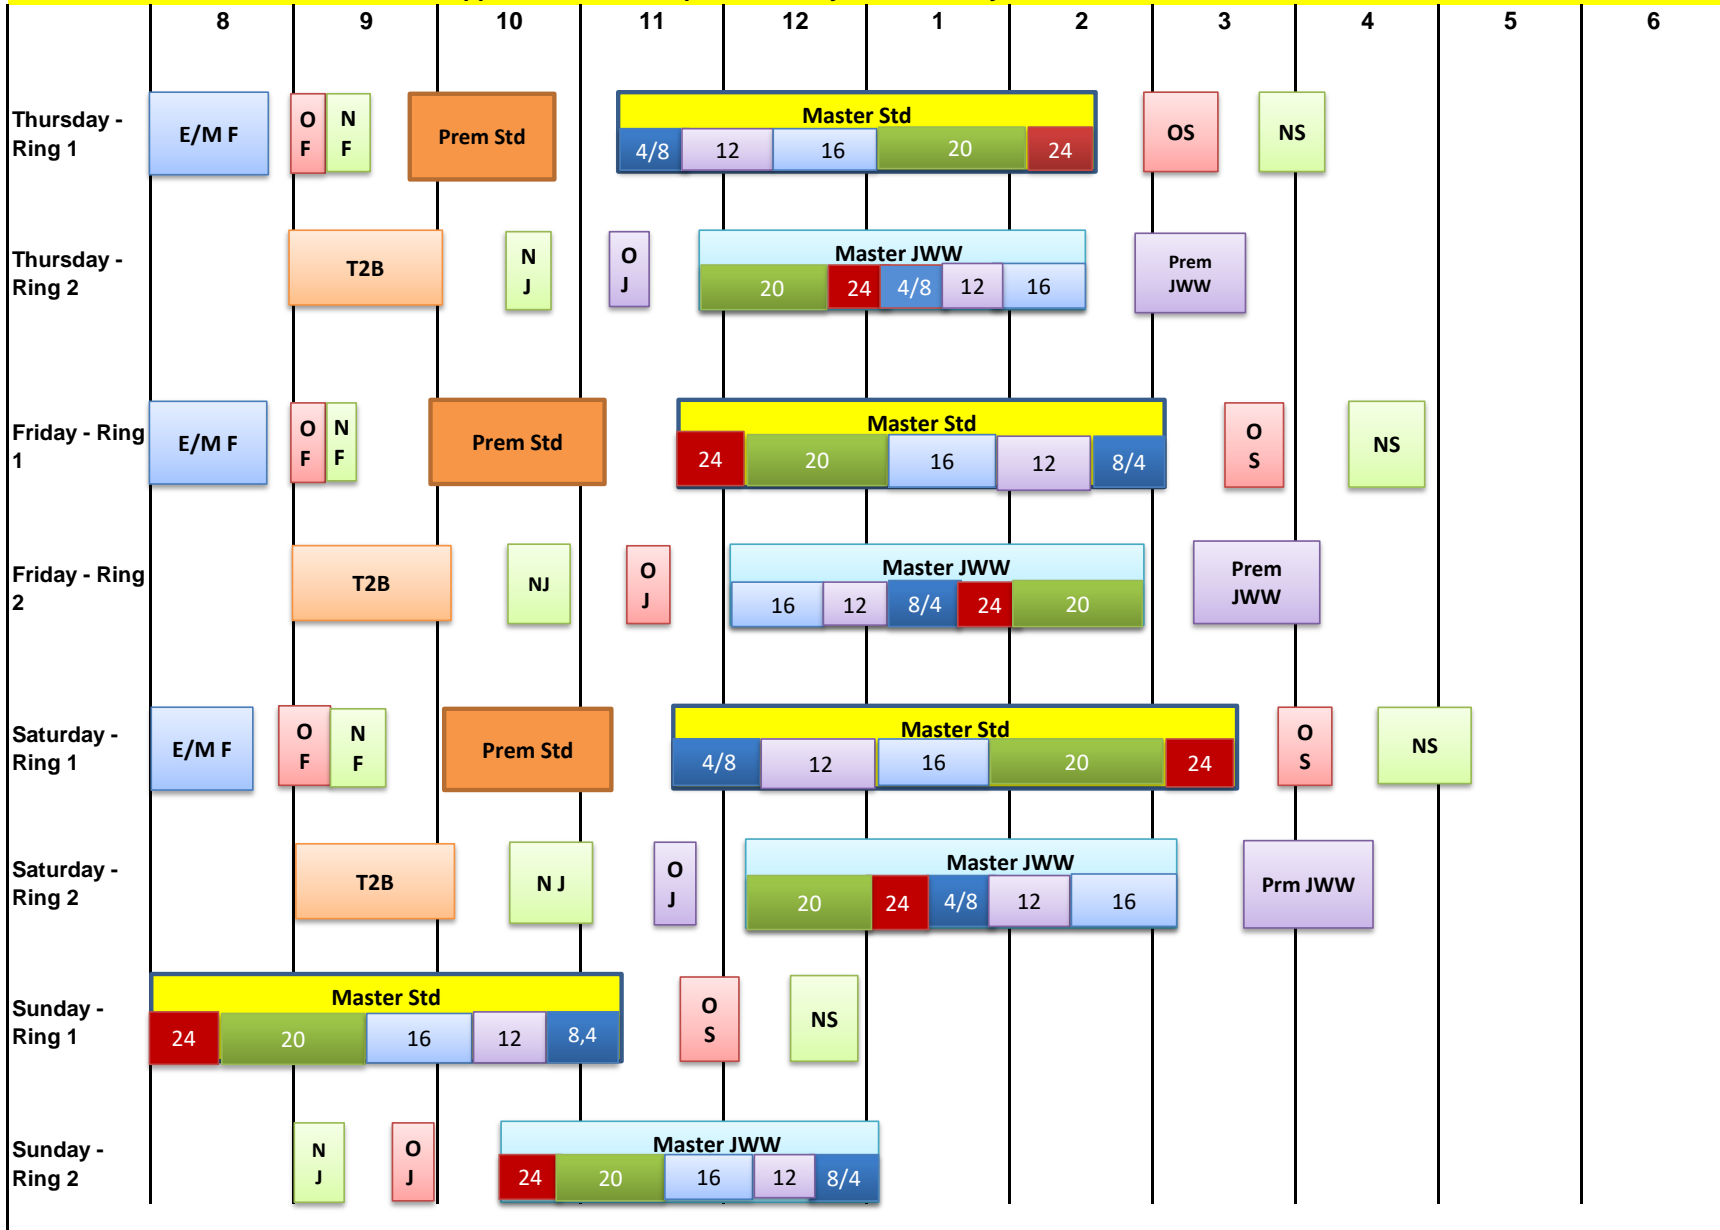 8 9 10 11 12 1 2 3 4 5 6
Thursday -
Ring 1
E/M F
O
F
N
F
Prem Std
Master Std
4/8 12 16 20 24
OS
NS
Thursday -
Ring 2
T2B
N
J
O
J
Master JWW
20 24 4/8 12 16
Prem
JWW
Friday - Ring
1
E/M F
O
F
N
F
Prem Std
Master Std
24 20 16 12 8/4
O
S
NS
Friday - Ring
2
T2B
NJ
O
J
Master JWW
16 12 8/4 24 20
Prem
JWW
Saturday -
Ring 1
E/M F
O
F
N
F
Prem Std
Master Std
4/8 12 16 20 24
O
S
NS
Saturday -
Ring 2
T2B
N J
O
J
Master JWW
20 24 4/8 12 16
Prm JWW
Sunday -
Ring 1
Master Std
24 20 16 12 8,4
O
S
NS
Sunday -
Ring 2
N
J
O
J
Master JWW
24 20 16 12 8/4